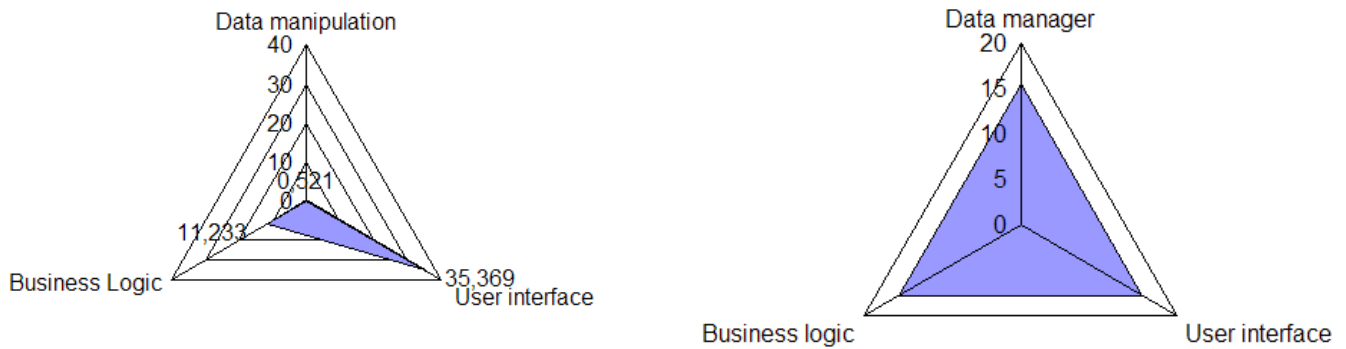 Data manipulation
40
30
20
10
0,521
0
11,233
Business Logic
35,369
User interface
Data manager
20
15
10
5
0
Business logic
User interface